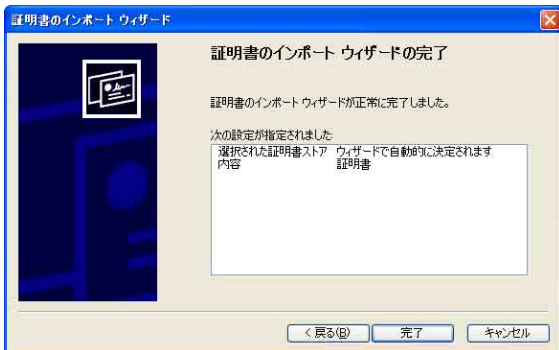 証明書のインポート ウィザード
証明書のインポート ウィザードの完了
証明書のインポート ウィザードが正常に完了しました。
次の設定が指定されました
選択された証明書ストア ウィザードで自動的に決定されます
内容 証明書
< 戻る(B)
完了
キャンセル